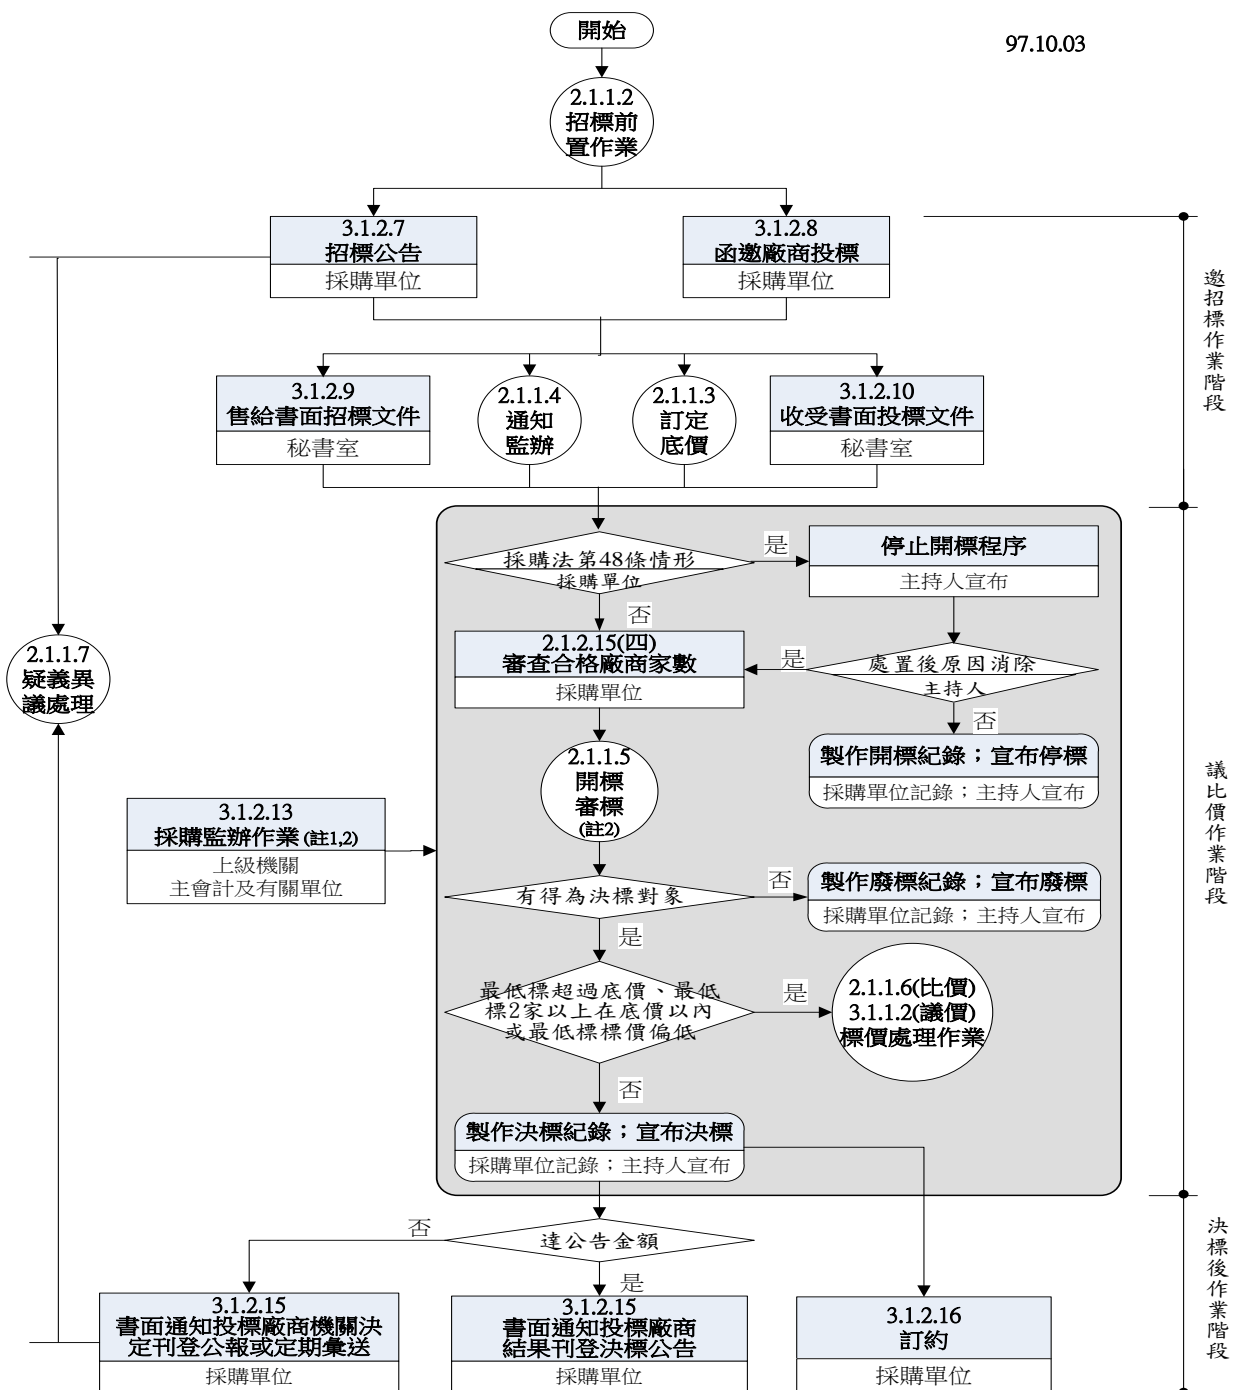 開始
97.10.03
2.1.1.2
招標前
置作業
3.1.2.7
招標公告
採購單位
3.1.2.8
函邀廠商投標
採購單位
邀招標作業階段
3.1.2.9
售給書面招標文件
秘書室
2.1.1.4
通知
監辦
2.1.1.3
訂定
底價
3.1.2.10
收受書面投標文件
秘書室
採購法第48條情形
採購單位
是
停止開標程序
主持人宣布
否
2.1.2.15(四)
審查合格廠商家數
採購單位
是
處置後原因消除
主持人
否
2.1.1.7
疑義異
議處理
製作開標紀錄；宣布停標
採購單位記錄；主持人宣布
2.1.1.5
開標
審標
(註2)
議比價作業階段
3.1.2.13
採購監辦作業(註1,2)
上級機關
主會計及有關單位
有得為決標對象
否
製作廢標紀錄；宣布廢標
採購單位記錄；主持人宣布
是
最低標超過底價、最低
標2家以上在底價以內
或最低標標價偏低
是
2.1.1.6(比價)
3.1.1.2(議價)
標價處理作業
否
製作決標紀錄；宣布決標
採購單位記錄；主持人宣布
達公告金額
否
是
決標後作業階段
3.1.2.15
書面通知投標廠商機關決
定刊登公報或定期彙送
採購單位
3.1.2.15
書面通知投標廠商
結果刊登決標公告
採購單位
3.1.2.16
訂約
採購單位